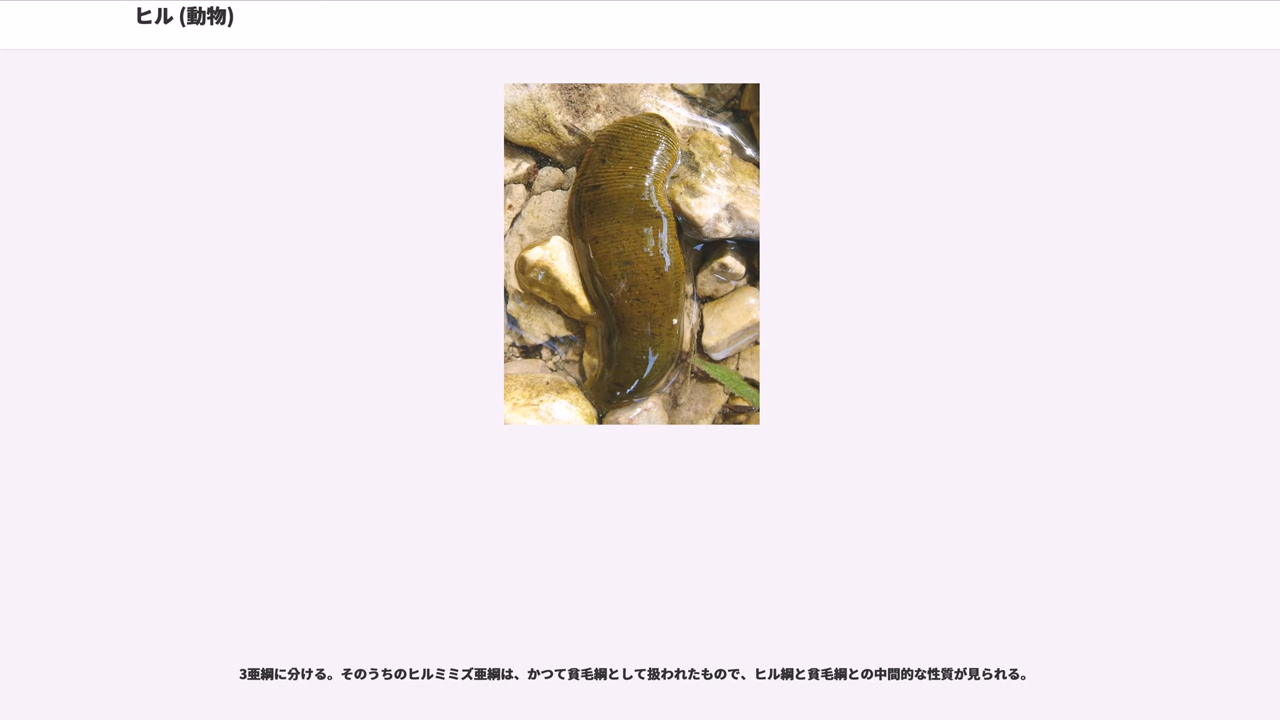 ヒル (動物)
3亜綱に分ける。そのうちのヒルミミズ亜綱は、かつて貧毛綱として扱われたもので、ヒル綱と貧毛綱との中間的な性質が見られる。